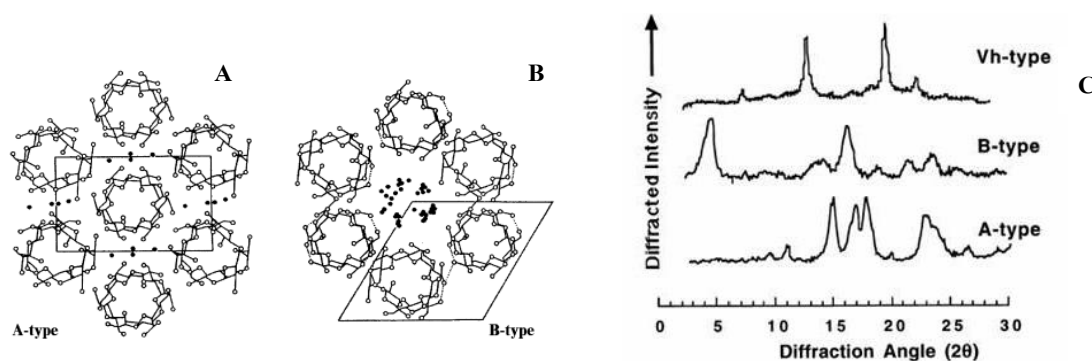 A
B
C
A-type
B-type
Diffracted Intensity
Vh-type
B-type
A-type
0 5 10 15 20 25 30
Diffraction Angle (2θ)